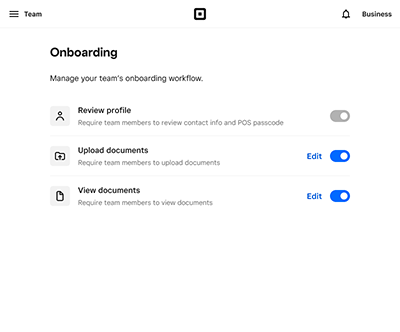 Team
Business
Onboarding
Manage your team's onboarding workflow.
Review profile
Require team members to review contact info and POS passcode
Upload documents
Require team members to upload documents
Edit
View documents
Require team members to view documents
Edit